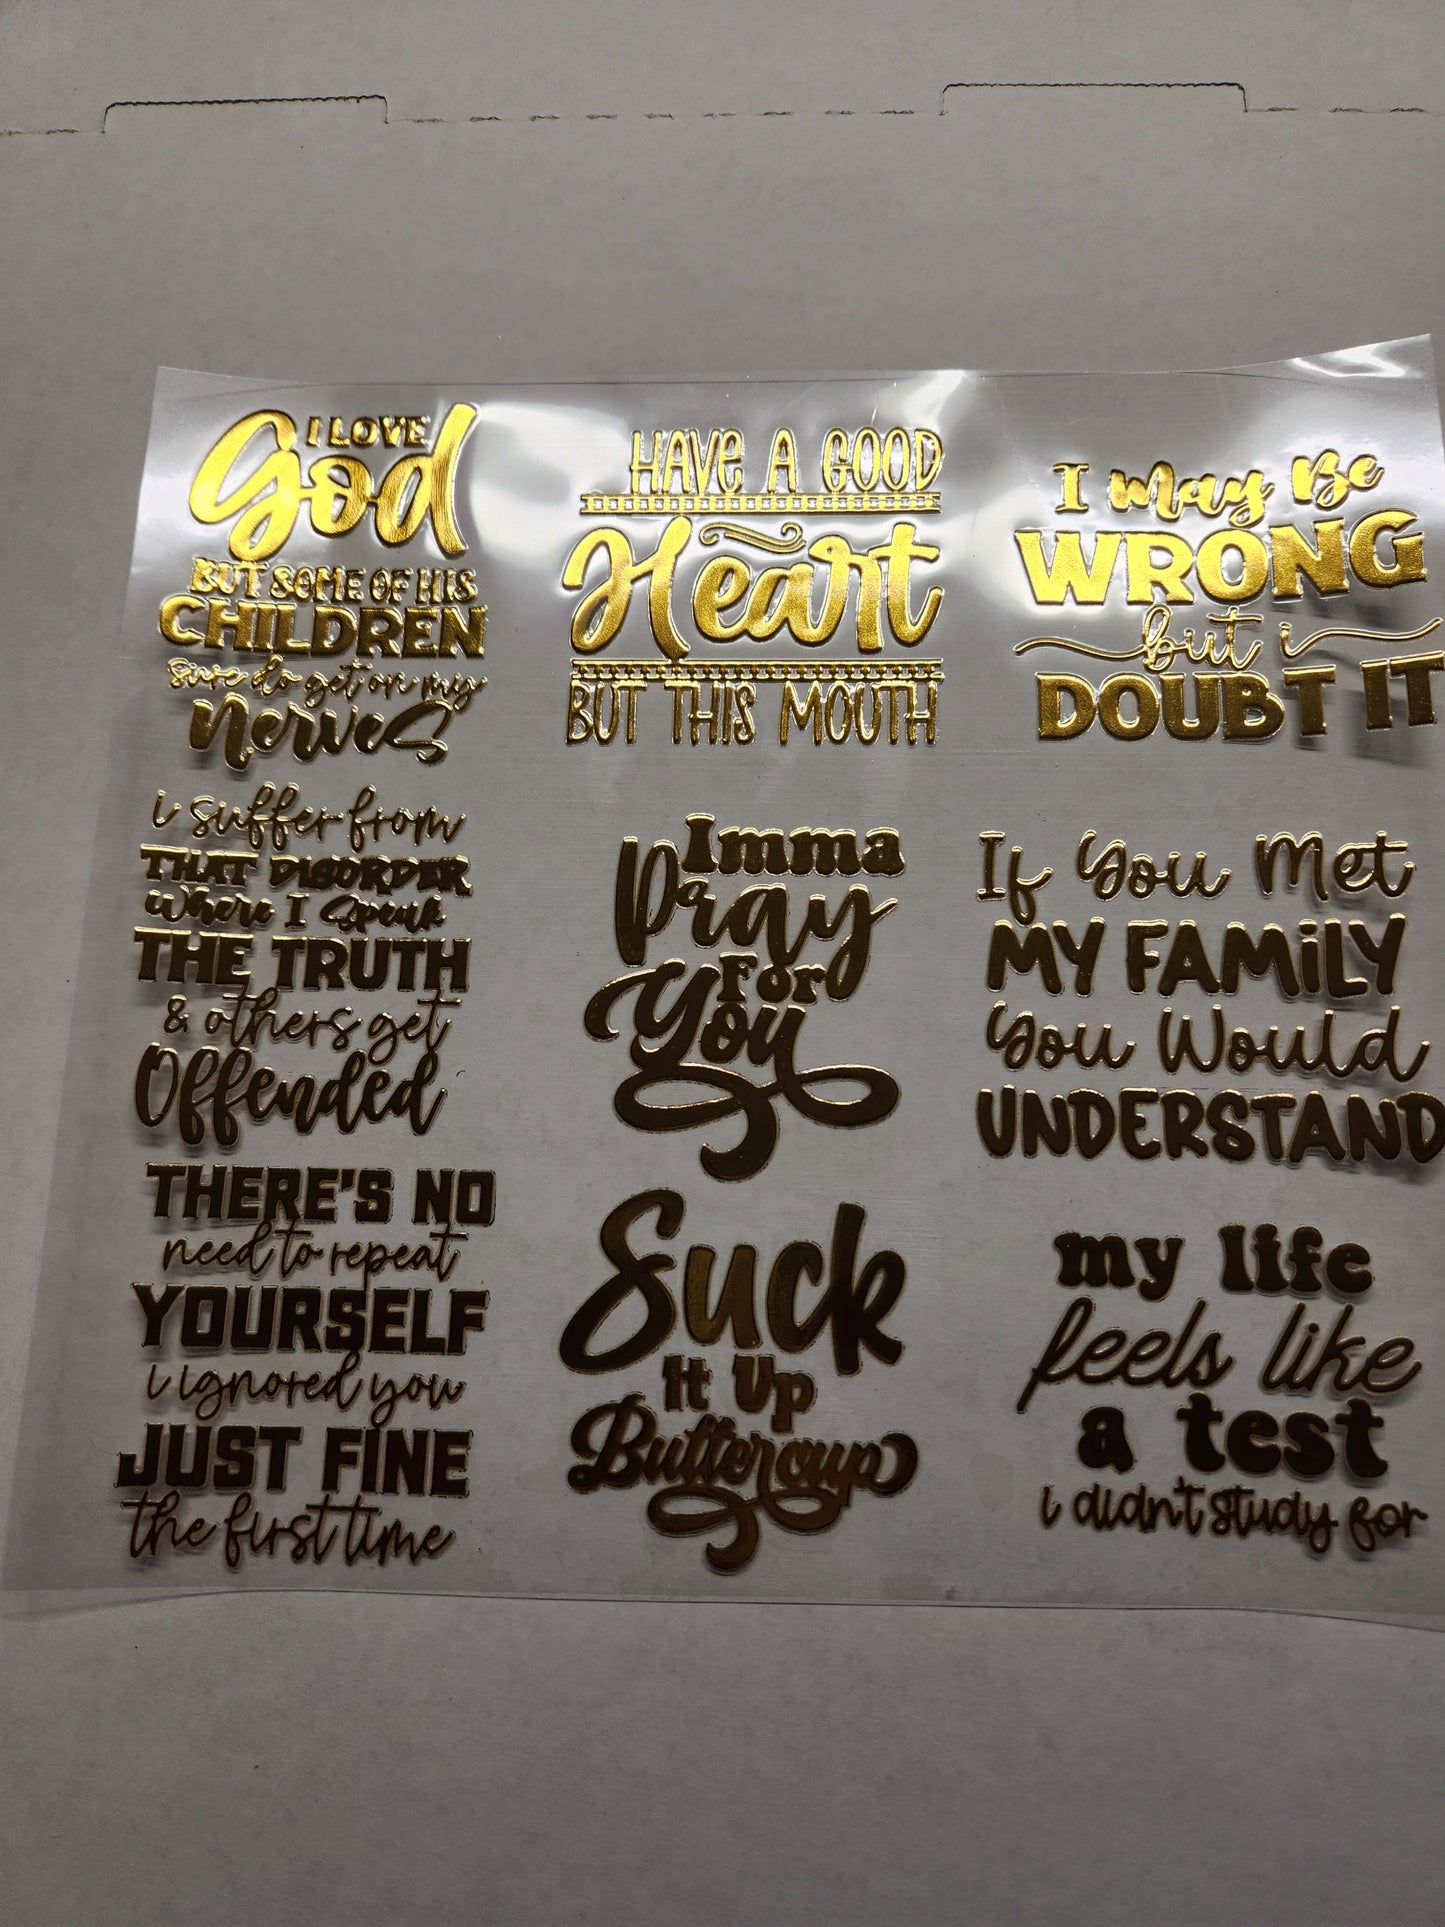 I LOVE
God
BUT SOME OF HIS
CHILDREN
sure do get on my
nerves
HAVE A GOOD
Heart
BUT THIS MOUTH
I May Be
WRONG
but i
DOUBT IT
i suffer from
THAT DISORDER
Where I Speak
THE TRUTH
& others get
Offended
Imma
Pray
For
You
If You Met
MY FAMiLY
You Would
UNDERSTAND
THERE'S NO
need to repeat
YOURSELF
i ignored you
JUST FINE
the first time
Suck
It Up
Buttercup
my life
feels like
a test
i didn't study for